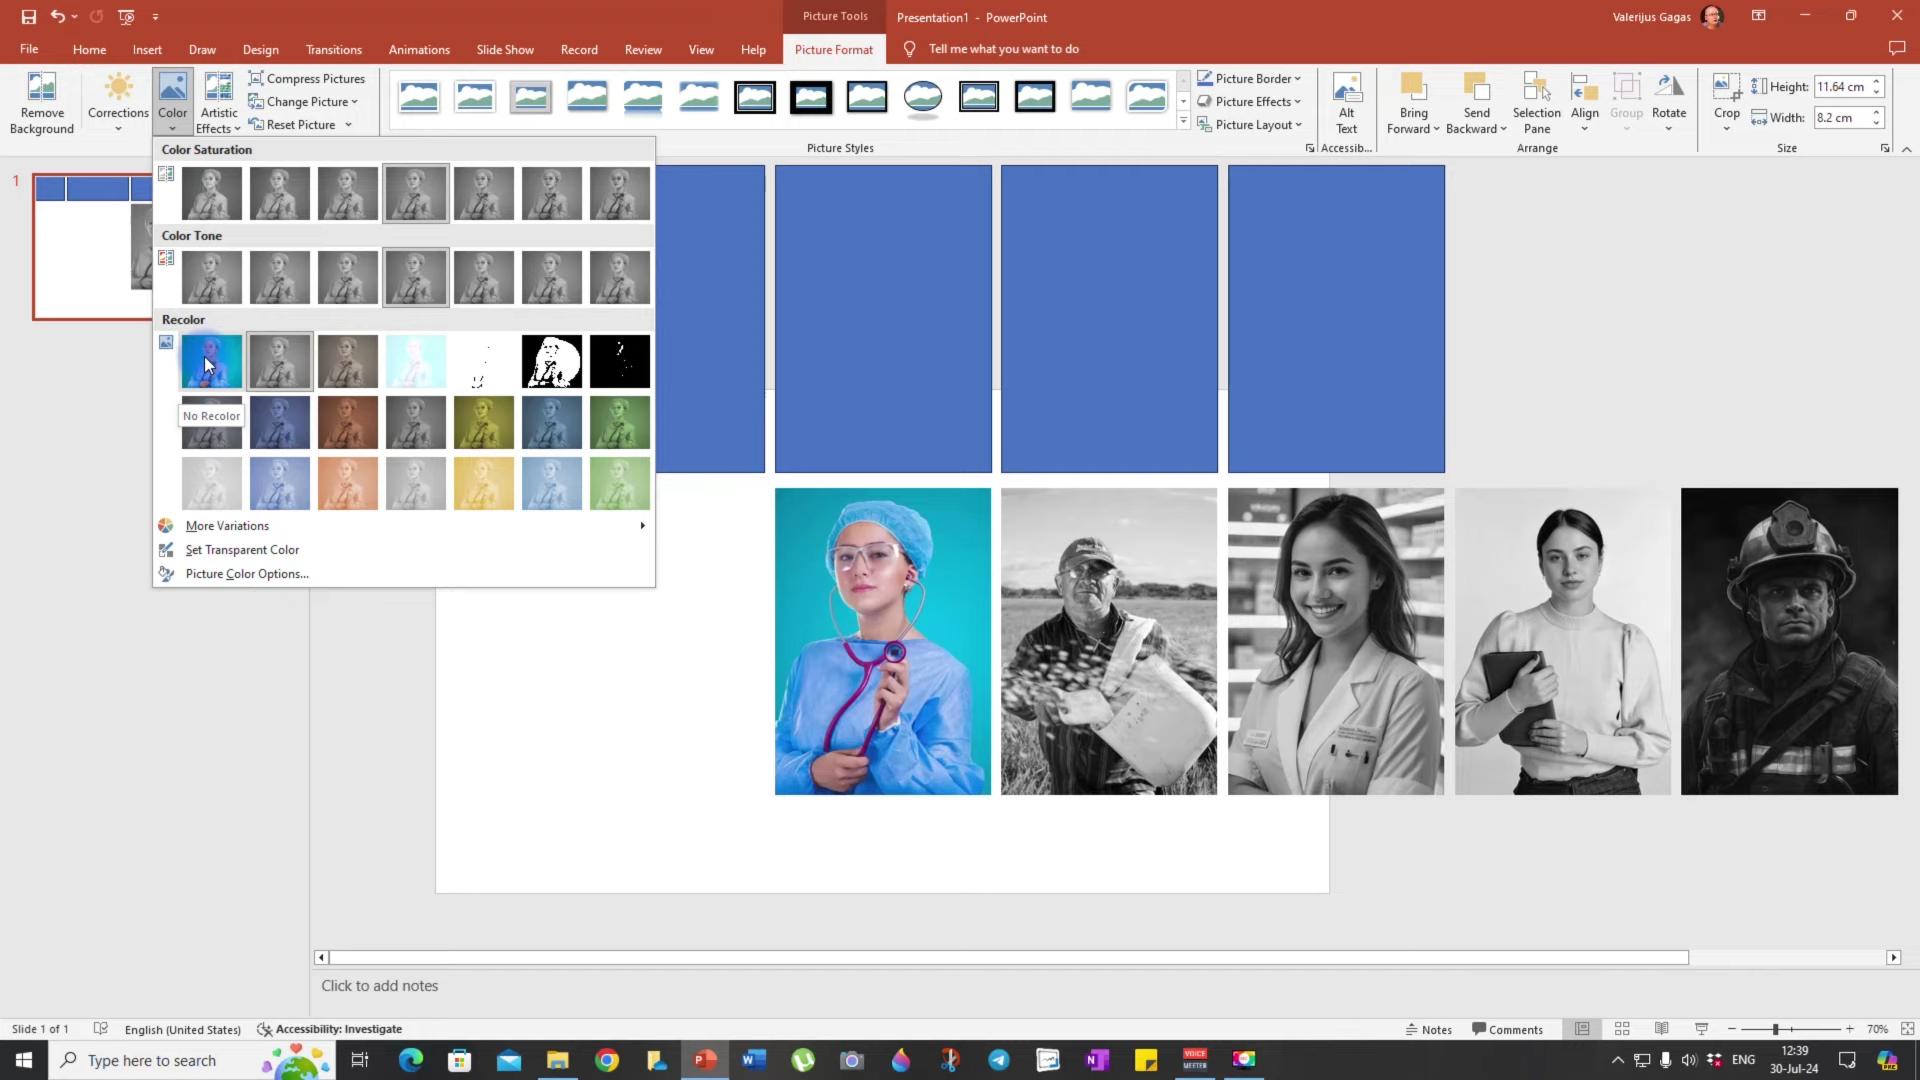 Picture Tools
Presentation1 - PowerPoint
Valerijus Gagas
File
Home
Insert
Draw
Design
Transitions
Animations
Slide Show
Record
Review
View
Help
Picture Format
Tell me what you want to do
Remove
Background
Corrections
Color
Artistic
Effects
Compress Pictures
Change Picture
Reset Picture
Picture Border
Picture Effects
Picture Layout
Alt
Text
Bring
Forward
Send
Backward
Selection
Pane
Align
Group
Rotate
Crop
Height: 11.64 cm
Width: 8.2 cm
Picture Styles
Accessib...
Arrange
Size
1
Color Saturation
Color Tone
Recolor
No Recolor
More Variations
Set Transparent Color
Picture Color Options...
Click to add notes
Slide 1 of 1
English (United States)
Accessibility: Investigate
Notes
Comments
70%
Type here to search
VOICE
MEETER
ENG
12:39
30-Jul-24
PRE